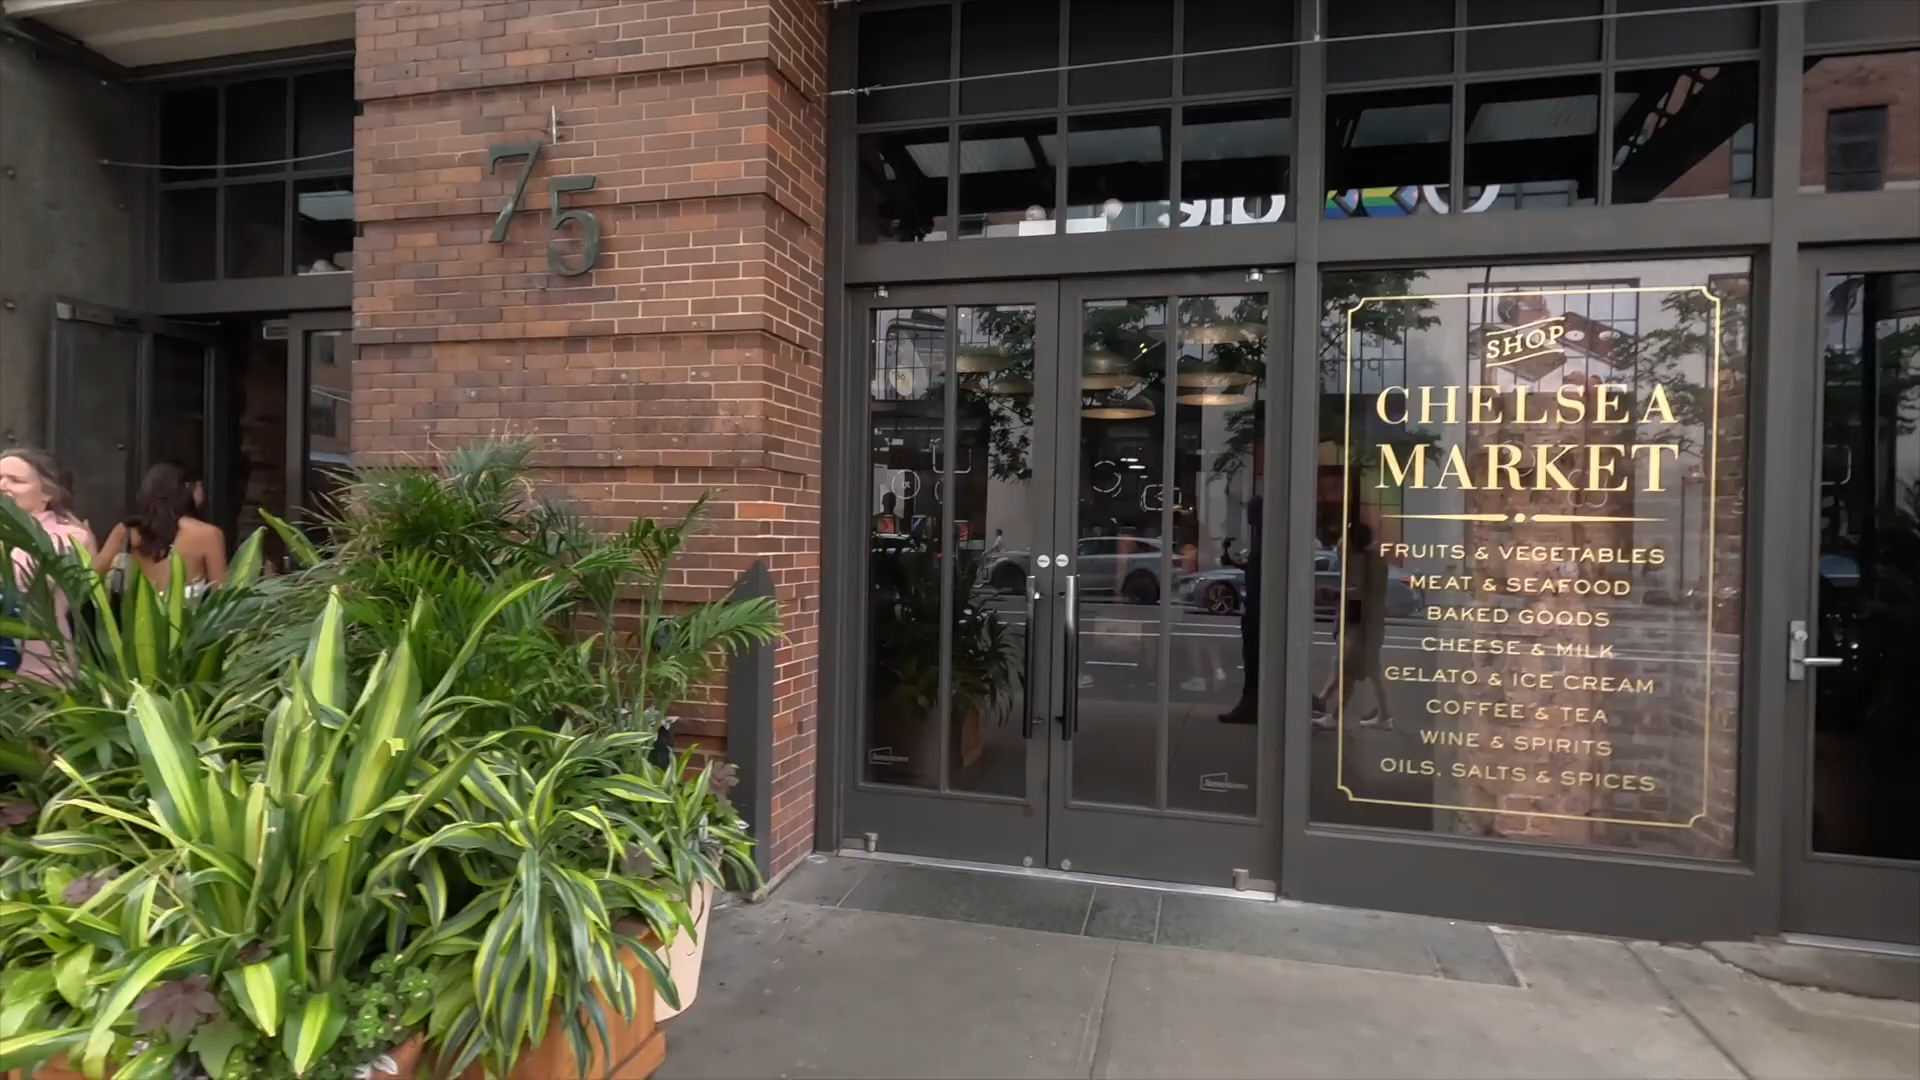 75
SHOP
CHELSEA
MARKET
FRUITS & VEGETABLES
MEAT & SEAFOOD
BAKED GOODS
CHEESE & MILK
GELATO & ICE CREAM
COFFEE & TEA
WINE & SPIRITS
OILS, SALTS & SPICES